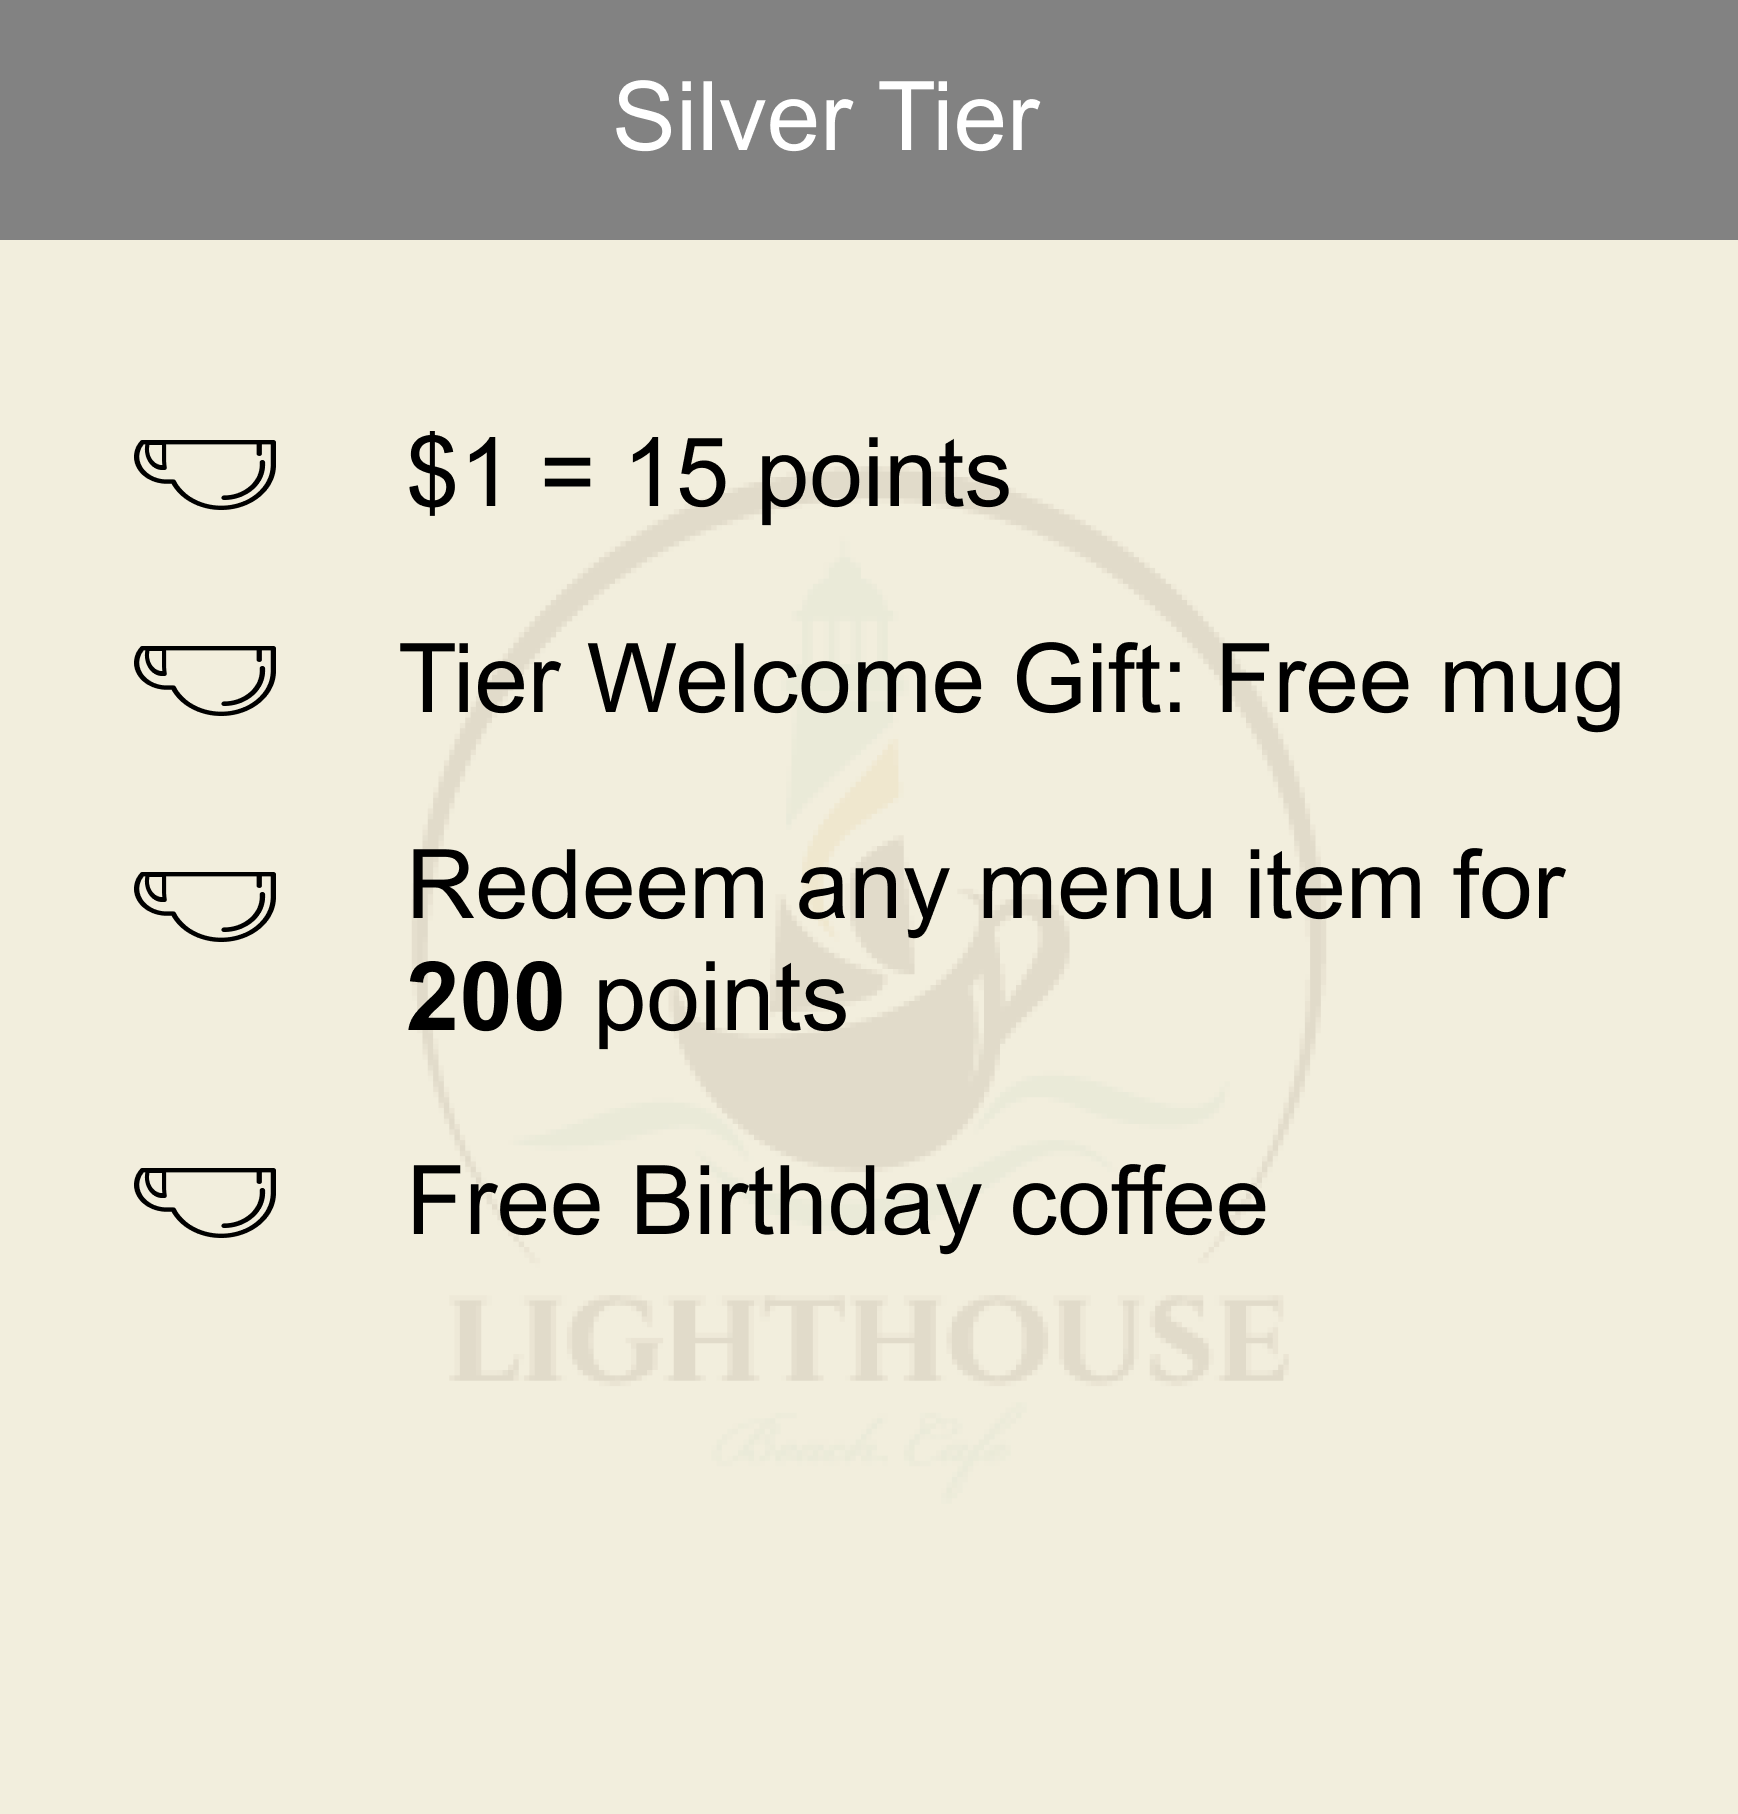 Silver Tier
$1 = 15 points
Tier Welcome Gift: Free mug
Redeem any menu item for
200 points
Free Birthday coffee
LIGHTHOUSE
Beach Cafe